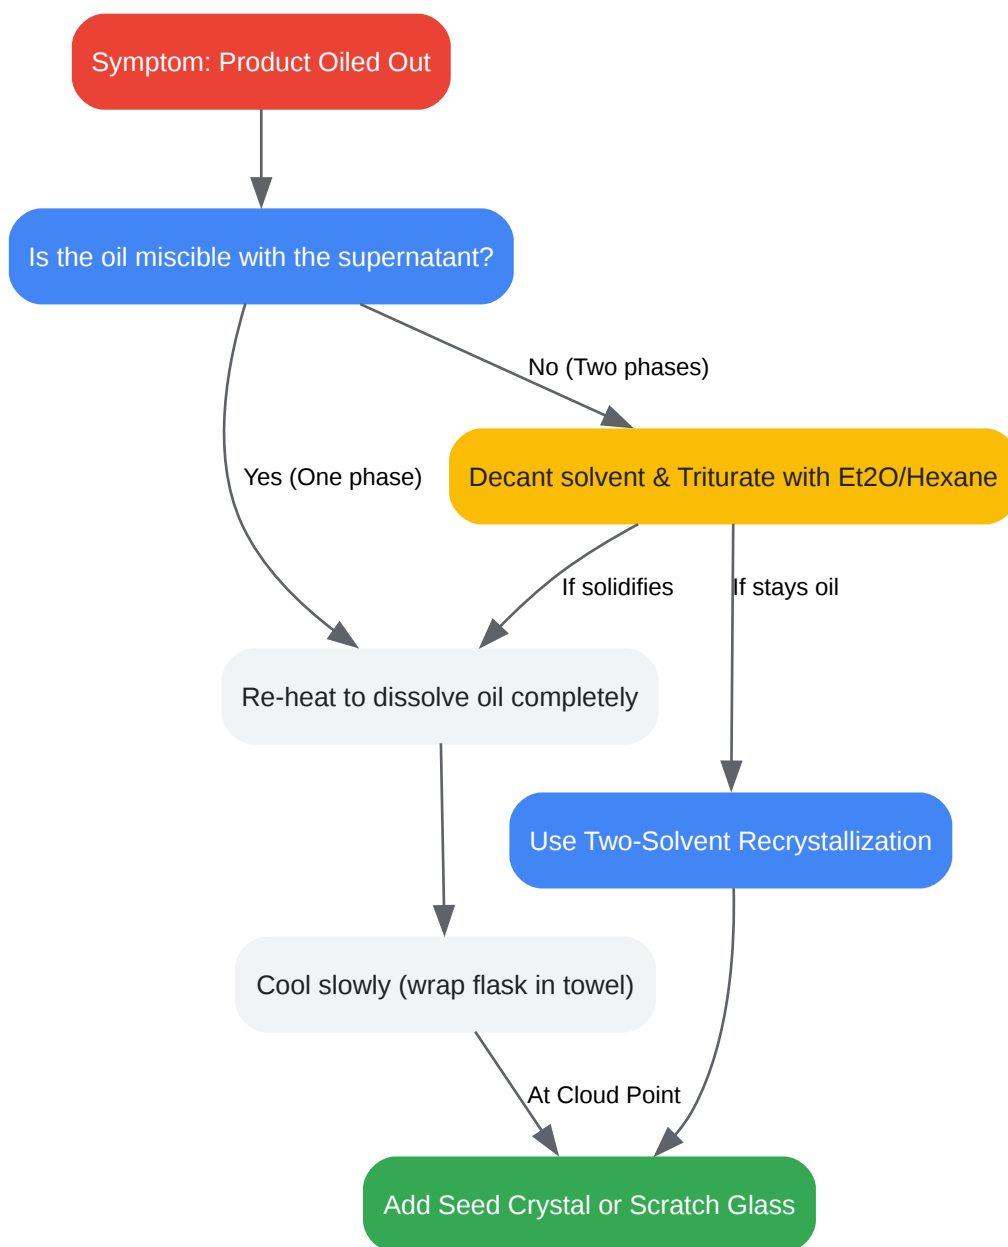 Symptom: Product Oiled Out
Is the oil miscible with the supernatant?
No (Two phases)
Yes (One phase)
Decant solvent & Triturate with Et2O/Hexane
If solidifies
If stays oil
Re-heat to dissolve oil completely
Use Two-Solvent Recrystallization
Cool slowly (wrap flask in towel)
At Cloud Point
Add Seed Crystal or Scratch Glass